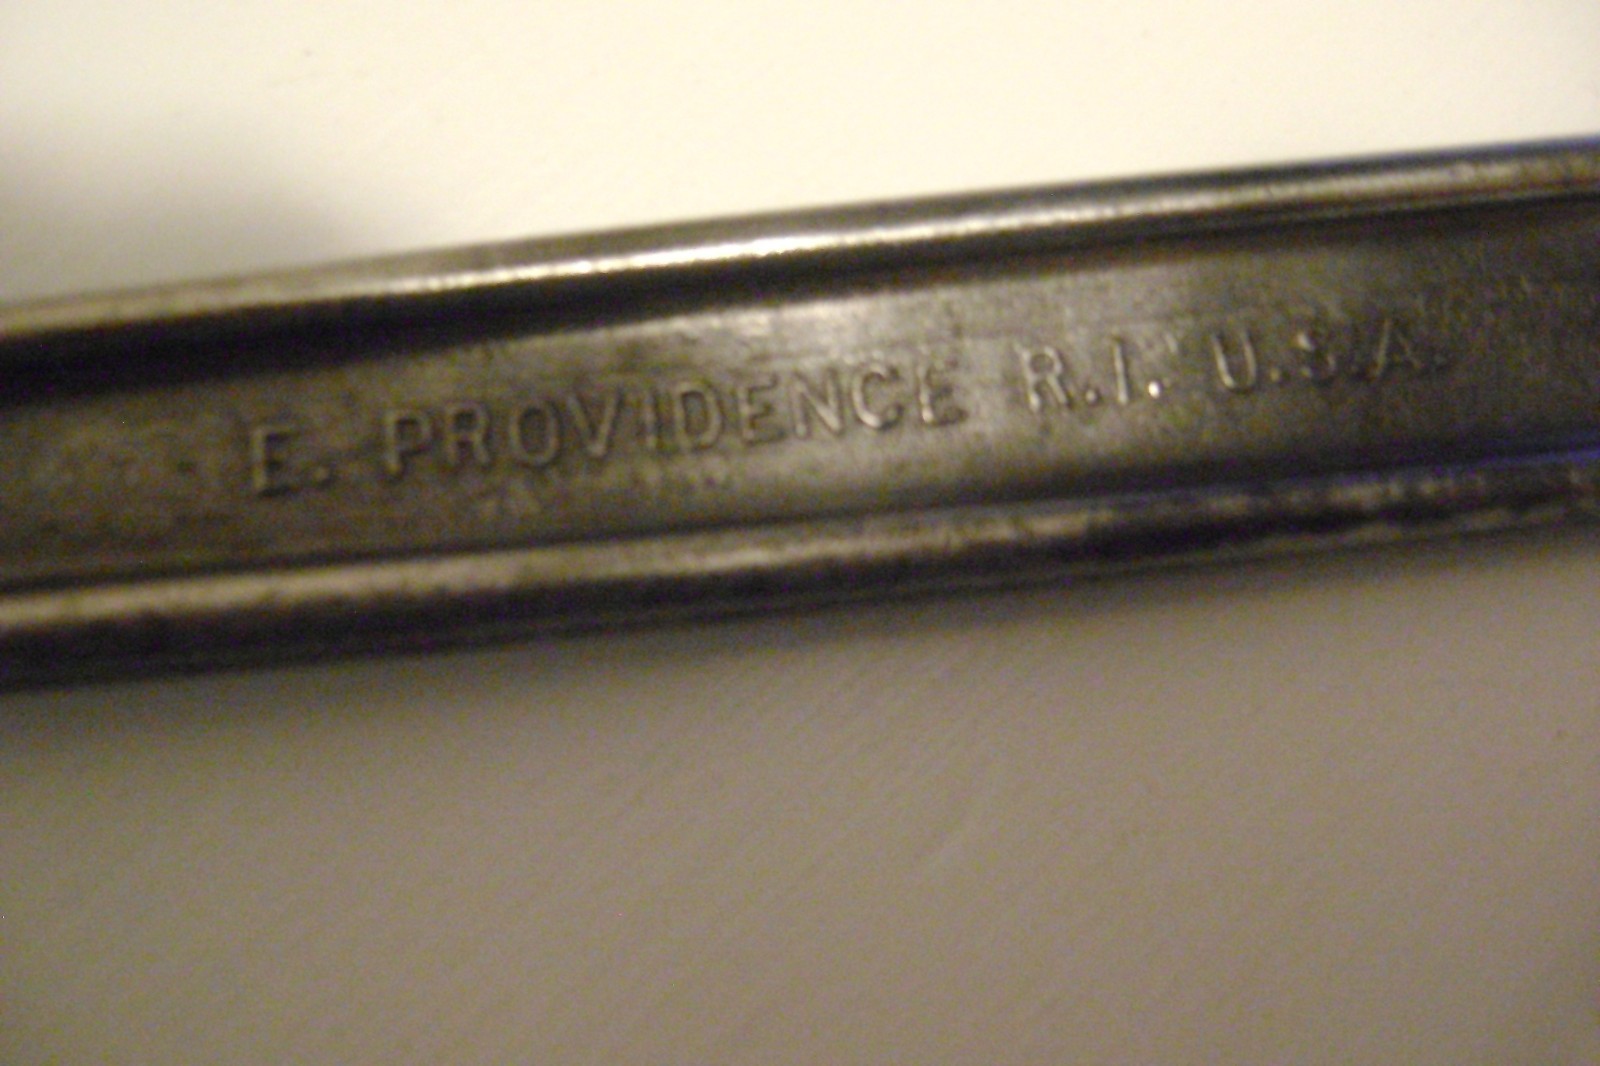 E. PROVIDENCE R.I. U.S.A.